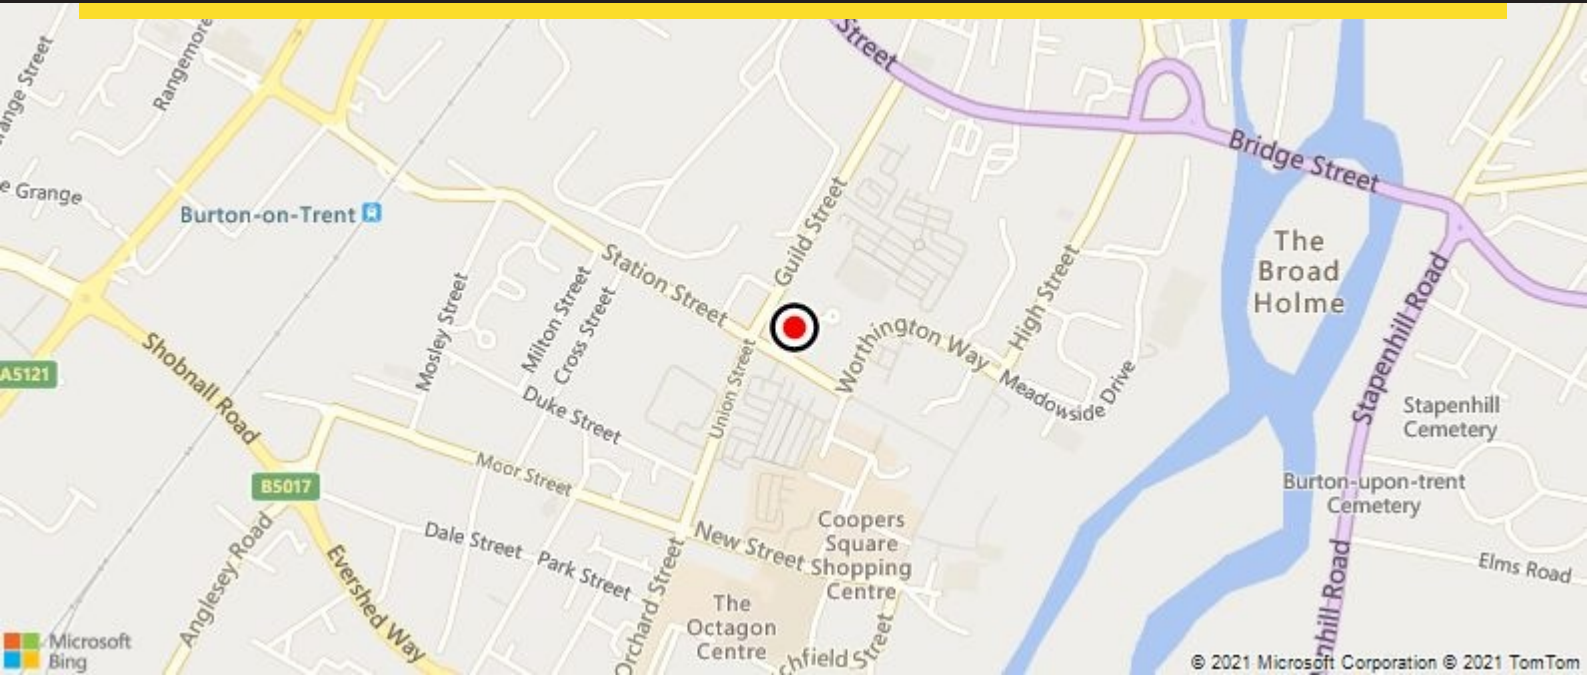 Street
Rangemore
range Street
Bridge Street
e Grange
Burton-on-Trent
Guild Street
Station Street
The
Broad
Holme
High Street
Stapenhill Road
Mosley Street
Milton Street
Cross Street
Worthington Way
Shobnall Road
A5121
Union Street
Meadowside Drive
Duke Street
Stapenhill
Cemetery
Moor Street
B5017
Burton-upon-trent
Cemetery
Coopers
Square
Shopping
Centre
New Street
Dale Street
Park Street
Anglesey Road
Evershed Way
Orchard Street
Elms Road
The
Octagon
Centre
nhill Road
chfield Street
Microsoft
Bing
© 2021 Microsoft Corporation © 2021 TomTom